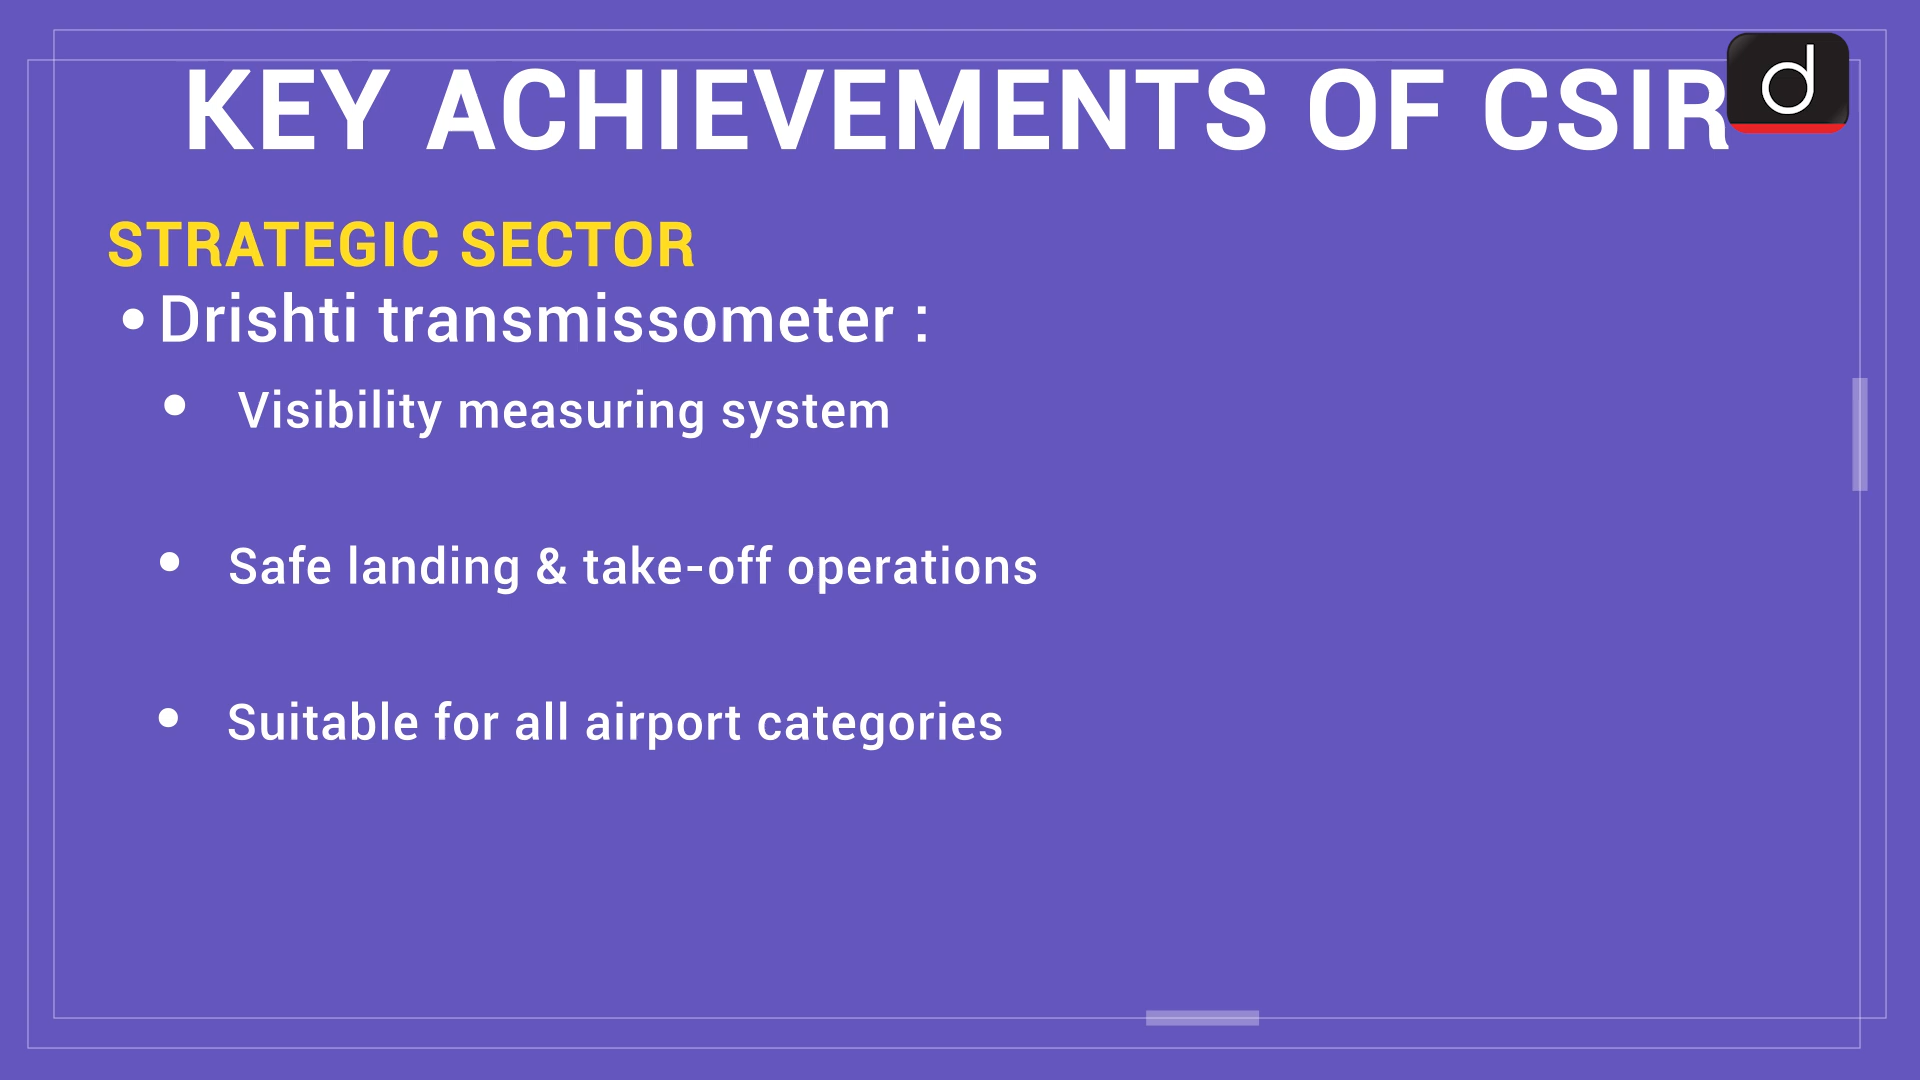 KEY ACHIEVEMENTS OF CSIR
d
STRATEGIC SECTOR
• Drishti transmissometer :
• Visibility measuring system
• Safe landing & take-off operations
• Suitable for all airport categories